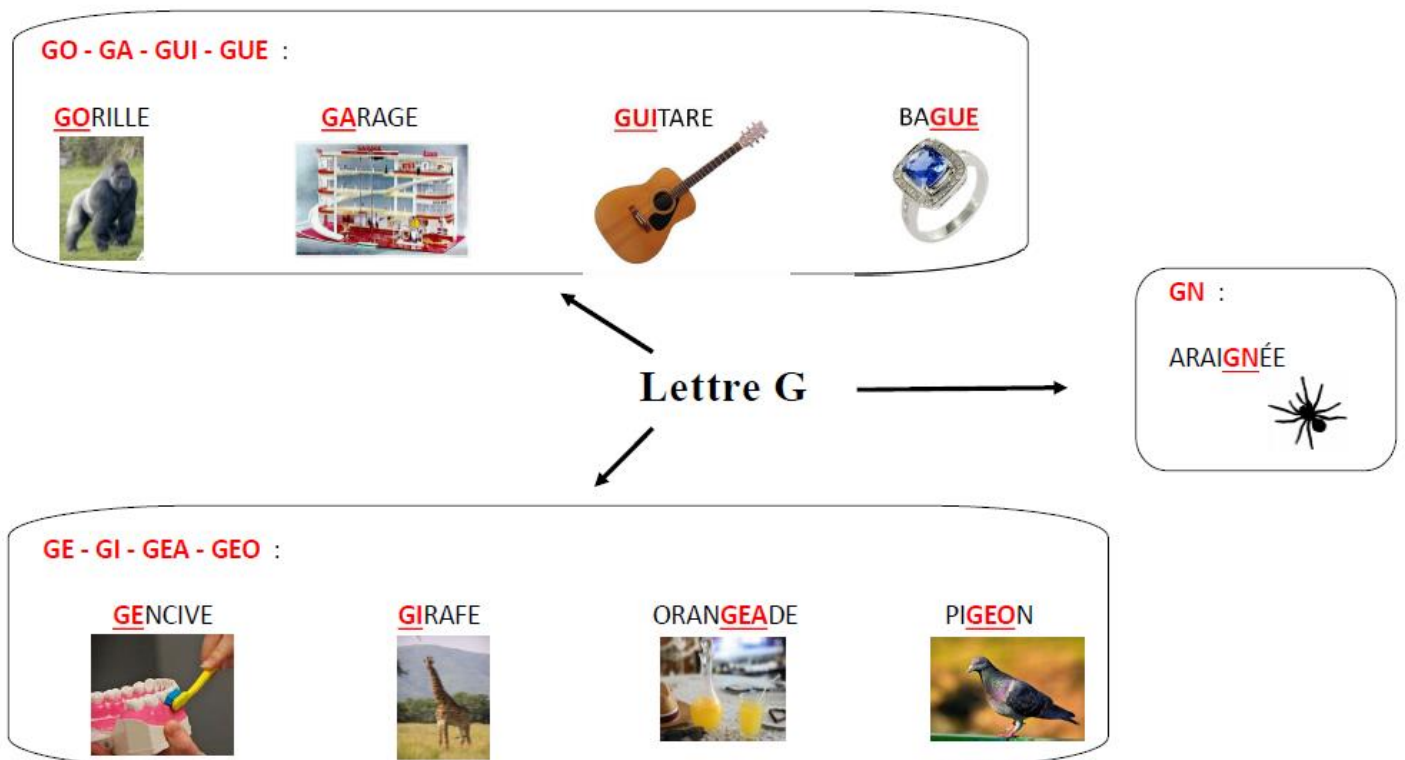 GO - GA - GUI - GUE :
GORILLE GARAGE GUITARE BAGUE
GN :
ARAIGNÉE
Lettre G
GE - GI - GEA - GEO :
GENCIVE GIRAFE ORANGEADE PIGEON